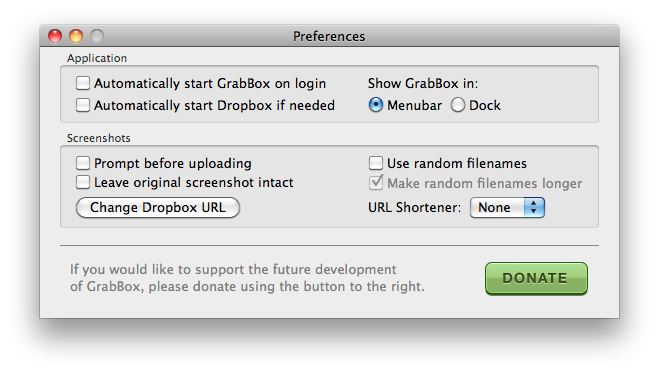 Preferences
Application
Automatically start GrabBox on login
Automatically start Dropbox if needed
Show GrabBox in:
Menubar
Dock
Screenshots
Prompt before uploading
Leave original screenshot intact
Change Dropbox URL
Use random filenames
Make random filenames longer
URL Shortener: None
If you would like to support the future development
of GrabBox, please donate using the button to the right.
DONATE